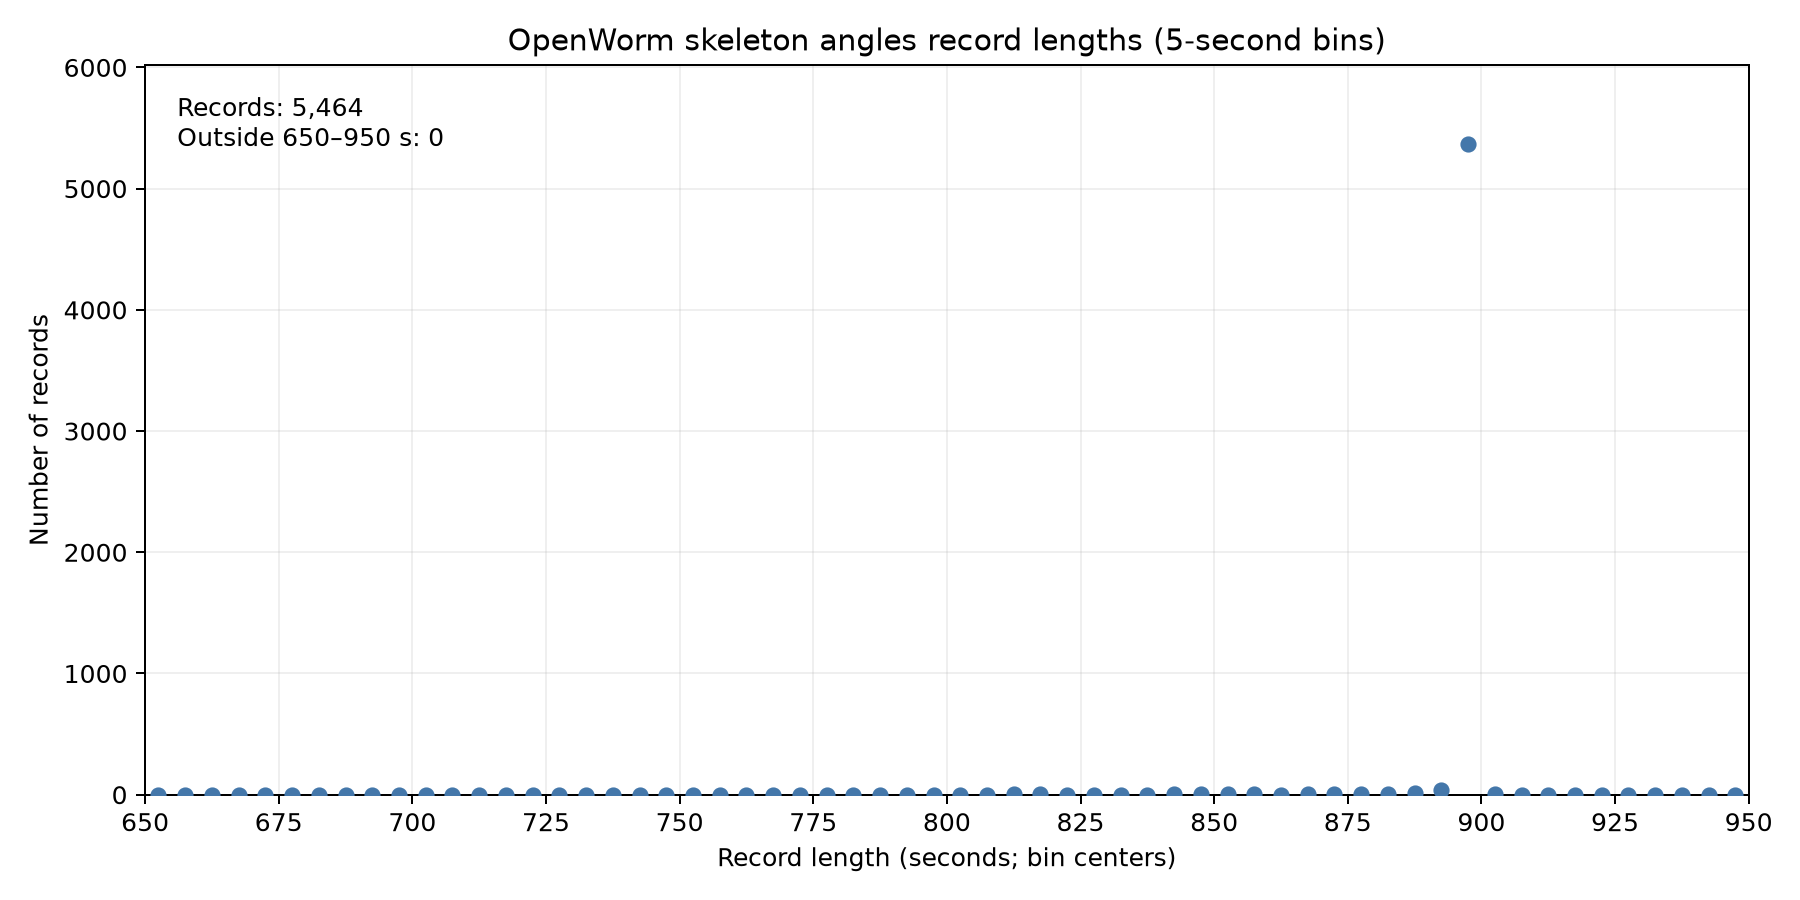 OpenWorm skeleton angles record lengths (5-second bins)
Records: 5,464
Outside 650–950 s: 0
Number of records
6000
5000
4000
3000
2000
1000
0
650 675 700 725 750 775 800 825 850 875 900 925 950
Record length (seconds; bin centers)